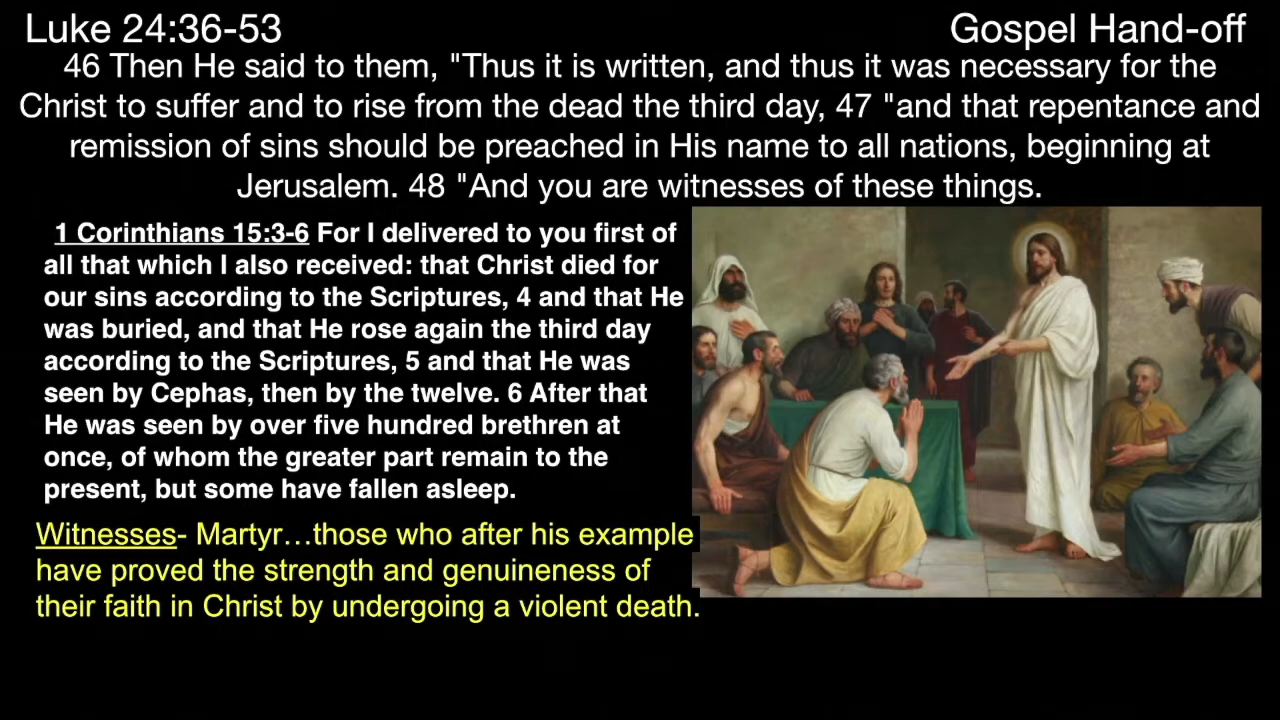 Luke 24:36-53
Gospel Hand-off
46 Then He said to them, "Thus it is written, and thus it was necessary for the
Christ to suffer and to rise from the dead the third day, 47 "and that repentance and
remission of sins should be preached in His name to all nations, beginning at
Jerusalem. 48 "And you are witnesses of these things.
1 Corinthians 15:3-6 For I delivered to you first of
all that which I also received: that Christ died for
our sins according to the Scriptures, 4 and that He
was buried, and that He rose again the third day
according to the Scriptures, 5 and that He was
seen by Cephas, then by the twelve. 6 After that
He was seen by over five hundred brethren at
once, of whom the greater part remain to the
present, but some have fallen asleep.
Witnesses- Martyr…those who after his example
have proved the strength and genuineness of
their faith in Christ by undergoing a violent death.